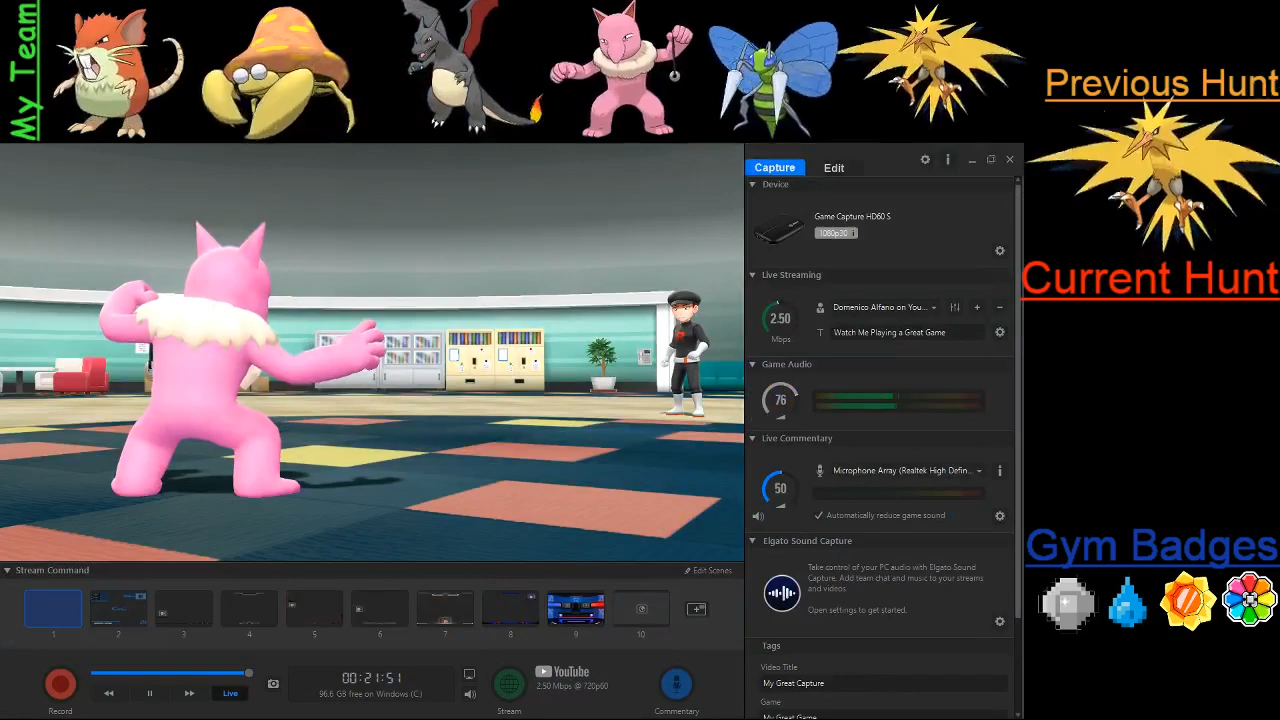 My Team
Previous Hunt
Current Hunt
Gym Badges
Capture
Edit
Device
Game Capture HD60 S
1080p30
Live Streaming
2.50
Mbps
Domenico Alfano on You...
Watch Me Playing a Great Game
Game Audio
76
Live Commentary
50
Microphone Array (Realtek High Defin...
Automatically reduce game sound
Elgato Sound Capture
Take control of your PC audio with Elgato Sound
Capture. Add team chat and music to your streams
and videos
Open settings to get started.
Tags
Video Title
My Great Capture
Game
My Great Game
Stream Command
Edit Scenes
1 2 3 4 5 6 7 8 9 10
Record
Live
00:21:51
96.6 GB free on Windows (C:)
Stream
YouTube
2.50 Mbps @ 720p60
Commentary